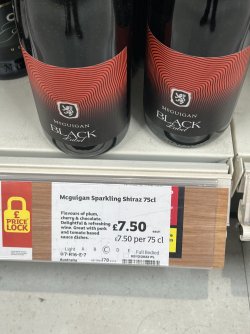 McGUIGAN
BLACK
Label
McGUIGAN
BLACK
Label
£
PRICE
LOCK
Mcguigan Sparkling Shiraz 75cl
Flavours of plum,
cherry & chocolate.
Delightful & refreshing
wine. Great with pork
and tomato based
sauce dishes.
£7.50 each
£7.50 per 75 cl
Light A B C D E Full Bodied
Australia